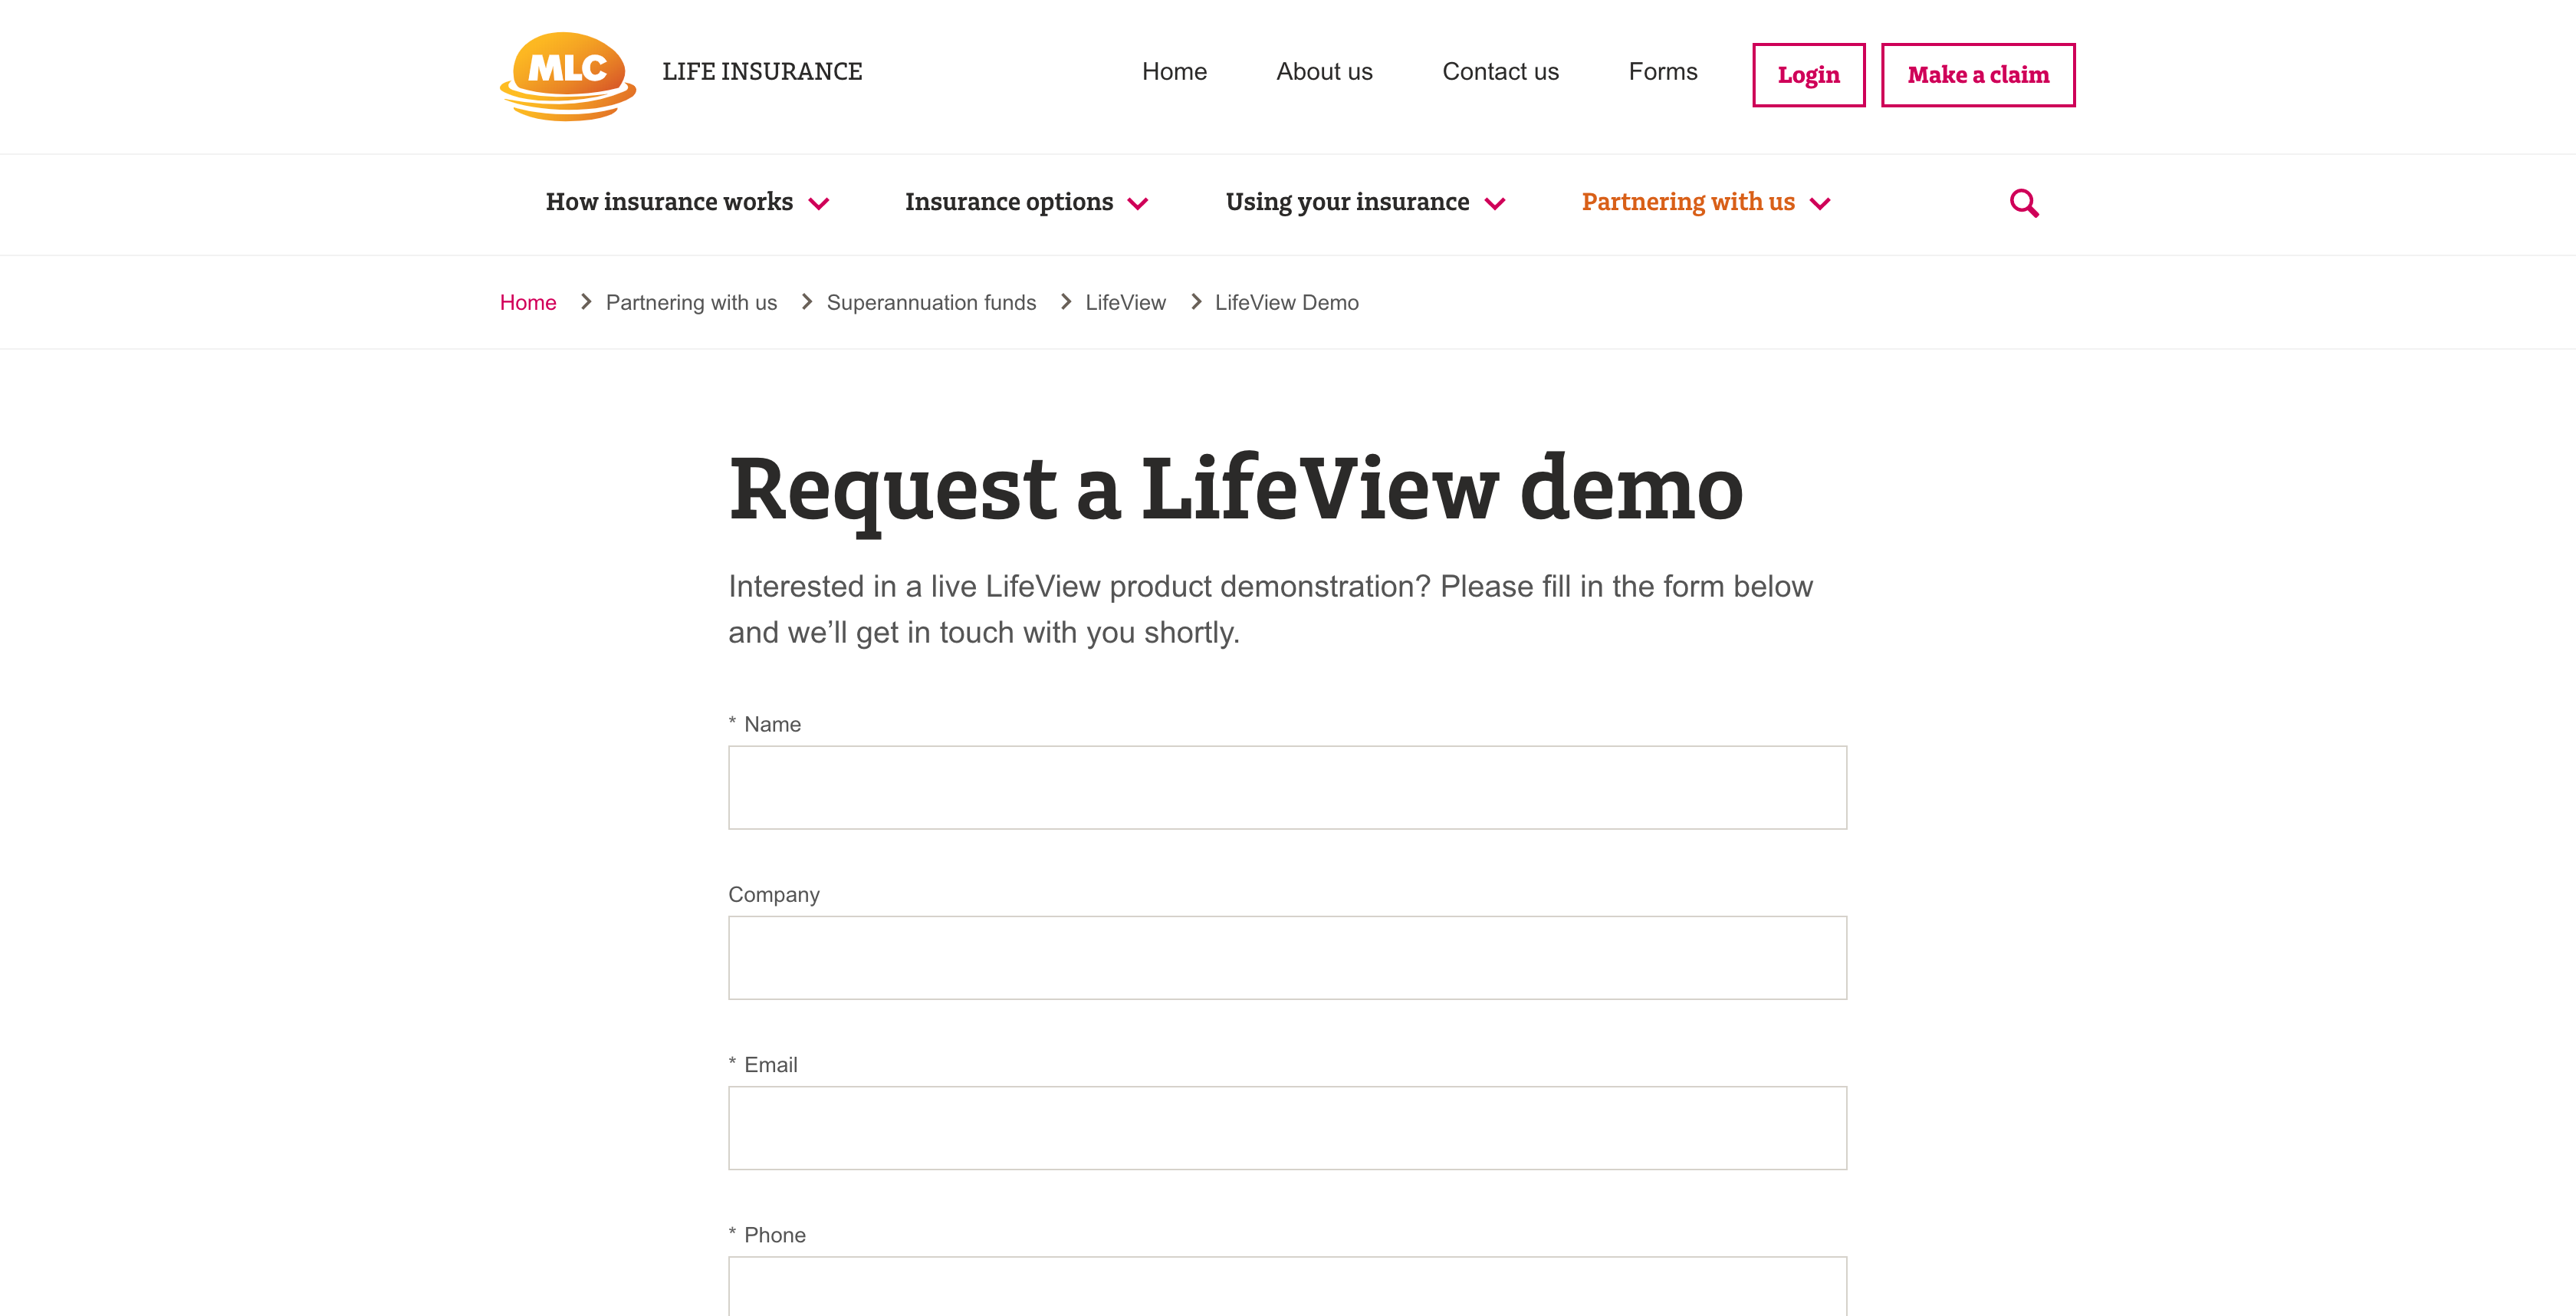 MLC
LIFE INSURANCE
Home
About us
Contact us
Forms
Login
Make a claim
How insurance works
Insurance options
Using your insurance
Partnering with us
Home
Partnering with us
Superannuation funds
LifeView
LifeView Demo
Request a LifeView demo
Interested in a live LifeView product demonstration? Please fill in the form below
and we’ll get in touch with you shortly.
* Name
Company
* Email
* Phone